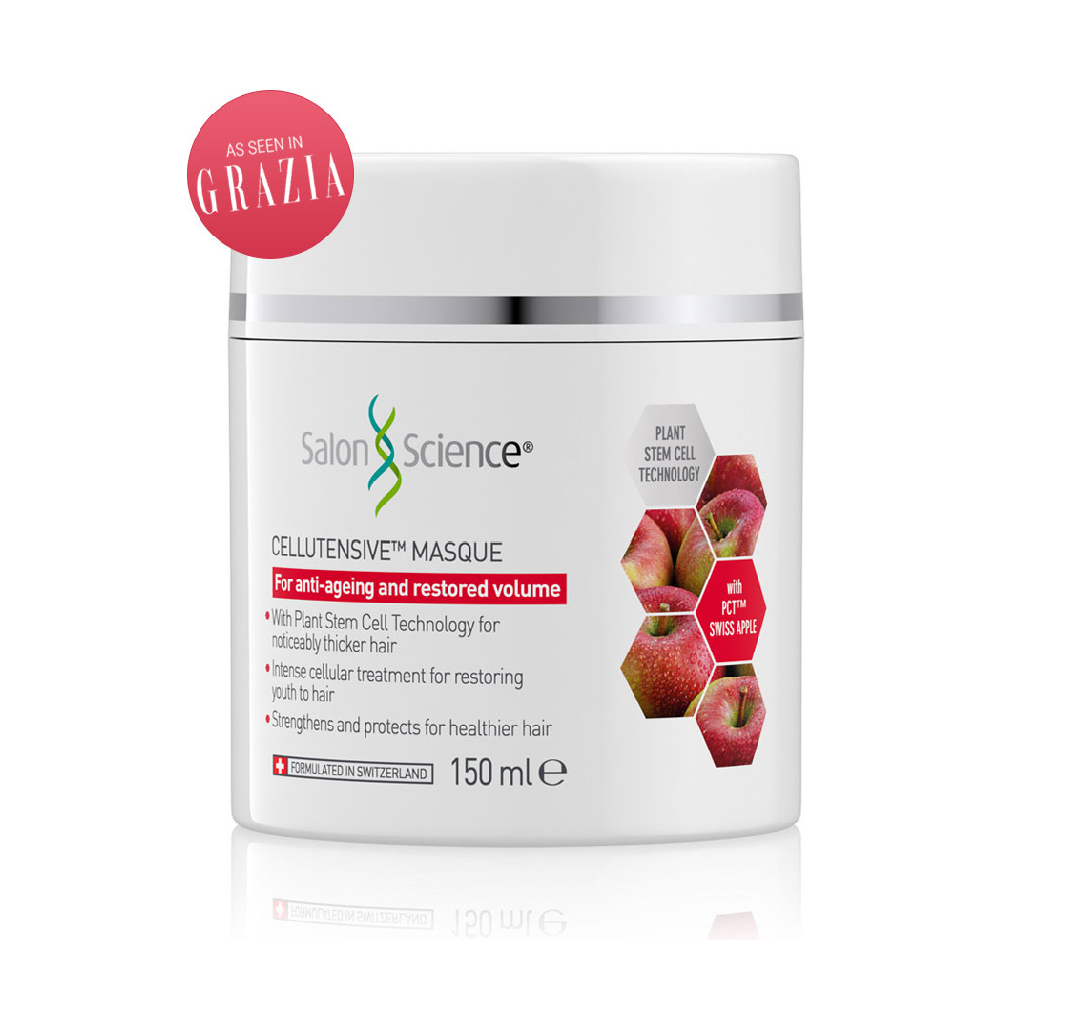 AS SEEN IN
GRAZIA
Salon Science®
CELLUTENSIVE™ MASQUE
For anti-ageing and restored volume
• With Plant Stem Cell Technology for
noticeably thicker hair
• Intense cellular treatment for restoring
youth to hair
• Strengthens and protects for healthier hair
FORMULATED IN SWITZERLAND
150 ml ℮
PLANT
STEM CELL
TECHNOLOGY
with
PCT™
SWISS APPLE